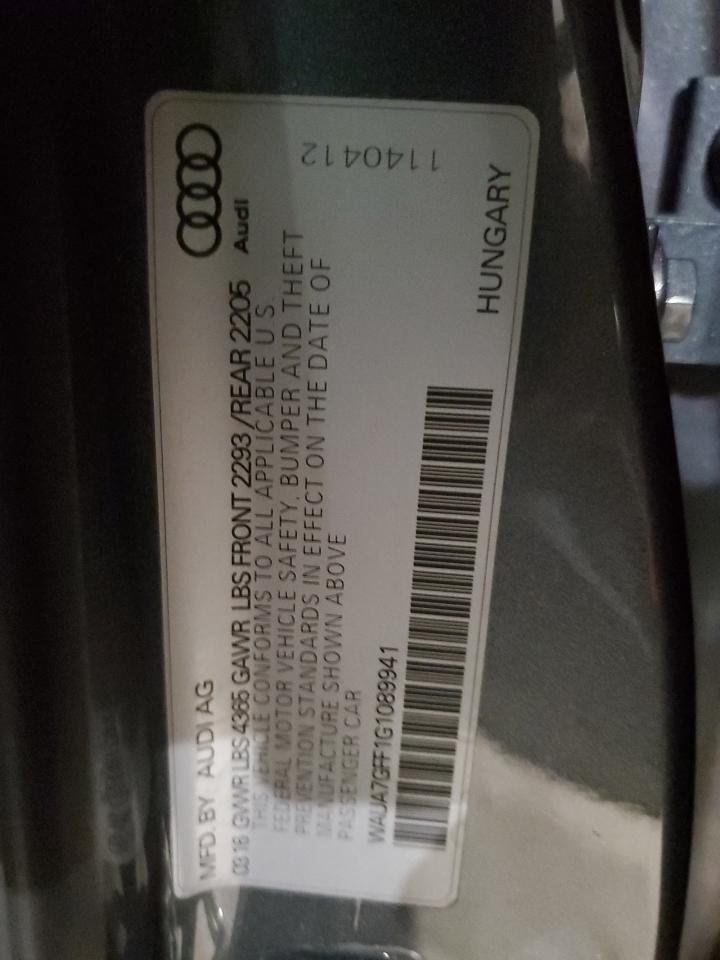 MFD. BY AUDI AG
03 16 GVWR LBS 4365 GAWR LBS FRONT 2293 /REAR 2205 Audi
THIS VEHICLE CONFORMS TO ALL APPLICABLE U S.
FEDERAL MOTOR VEHICLE SAFETY, BUMPER AND THEFT
PREVENTION STANDARDS IN EFFECT ON THE DATE OF
MANUFACTURE SHOWN ABOVE
PASSENGER CAR
WAUA7GFF1G1089941
HUNGARY
1140412